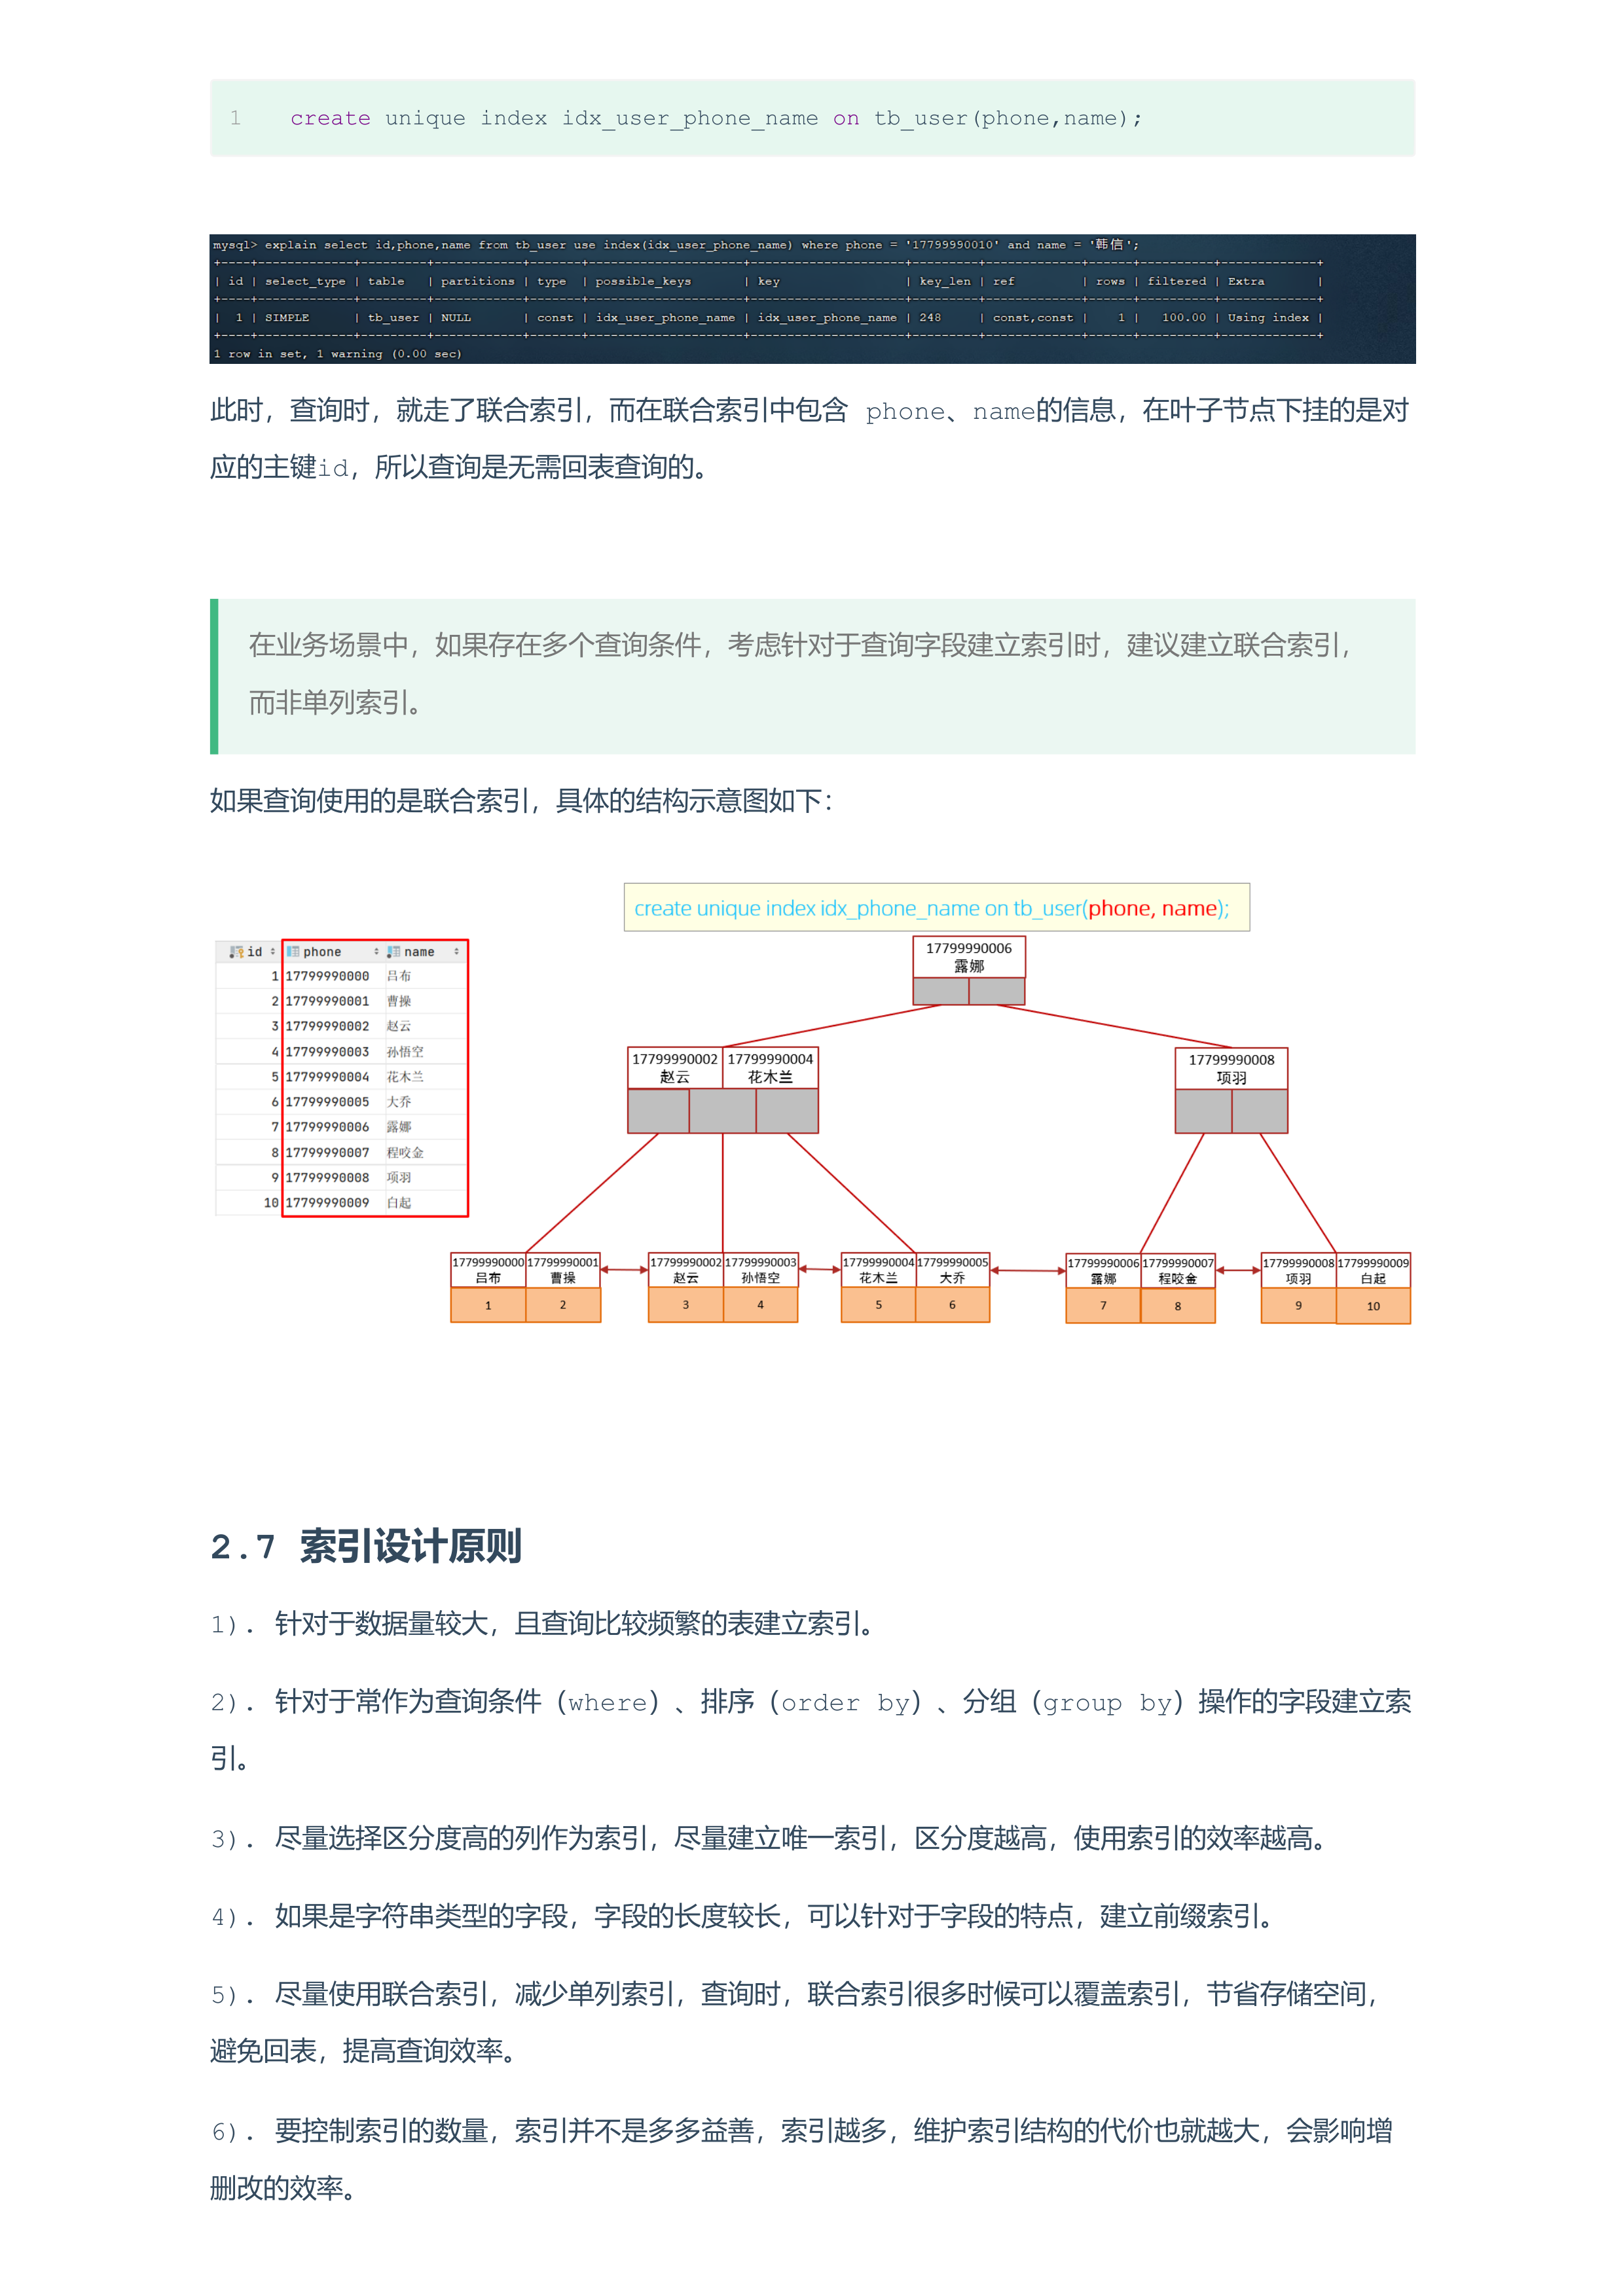 1 create unique index idx_user_phone_name on tb_user(phone,name);
mysql> explain select id,phone,name from tb_user use index(idx_user_phone_name) where phone = '17799990010' and name = '韩信';
+----+-------------+---------+------------+-------+---------------------+---------------------+---------+-------------+------+----------+-------------+
| id | select_type | table | partitions | type | possible_keys | key | key_len | ref | rows | filtered | Extra |
+----+-------------+---------+------------+-------+---------------------+---------------------+---------+-------------+------+----------+-------------+
| 1 | SIMPLE | tb_user | NULL | const | idx_user_phone_name | idx_user_phone_name | 248 | const,const | 1 | 100.00 | Using index |
+----+-------------+---------+------------+-------+---------------------+---------------------+---------+-------------+------+----------+-------------+
1 row in set, 1 warning (0.00 sec)
此时，查询时，就走了联合索引，而在联合索引中包含 phone、name的信息，在叶子节点下挂的是对
应的主键id，所以查询是无需回表查询的。
在业务场景中，如果存在多个查询条件，考虑针对于查询字段建立索引时，建议建立联合索引，
而非单列索引。
如果查询使用的是联合索引，具体的结构示意图如下：
create unique index idx_phone_name on tb_user(phone, name);
id phone name
1 17799990000 吕布
2 17799990001 曹操
3 17799990002 赵云
4 17799990003 孙悟空
5 17799990004 花木兰
6 17799990005 大乔
7 17799990006 露娜
8 17799990007 程咬金
9 17799990008 项羽
10 17799990009 白起
17799990006
露娜
17799990002 17799990004
赵云 花木兰
17799990008
项羽
17799990000 17799990001 17799990002 17799990003 17799990004 17799990005 17799990006 17799990007 17799990008 17799990009
吕布 曹操 赵云 孙悟空 花木兰 大乔 露娜 程咬金 项羽 白起
1 2 3 4 5 6 7 8 9 10
2.7 索引设计原则
1). 针对于数据量较大，且查询比较频繁的表建立索引。
2). 针对于常作为查询条件（where）、排序（order by）、分组（group by）操作的字段建立索
引。
3). 尽量选择区分度高的列作为索引，尽量建立唯一索引，区分度越高，使用索引的效率越高。
4). 如果是字符串类型的字段，字段的长度较长，可以针对于字段的特点，建立前缀索引。
5). 尽量使用联合索引，减少单列索引，查询时，联合索引很多时候可以覆盖索引，节省存储空间，
避免回表，提高查询效率。
6). 要控制索引的数量，索引并不是多多益善，索引越多，维护索引结构的代价也就越大，会影响增
删改的效率。